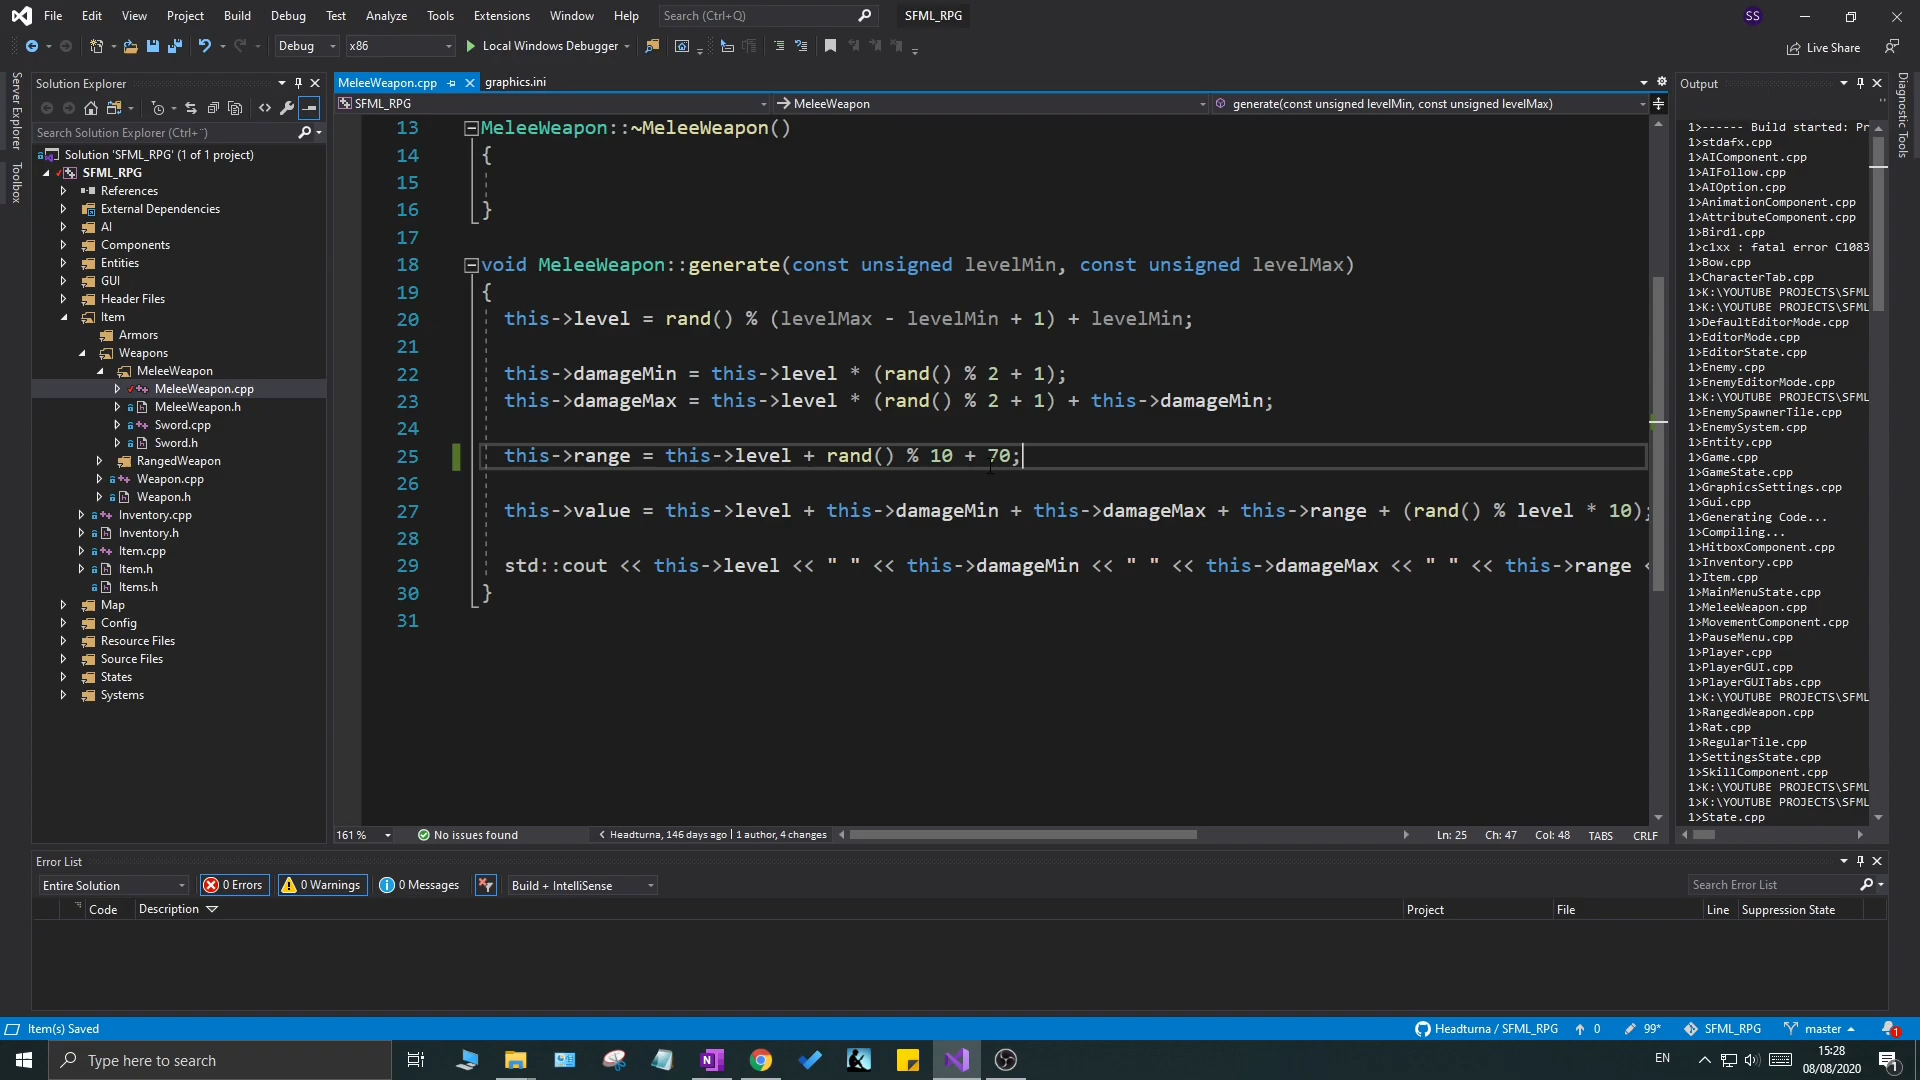 File Edit View Project Build Debug Test Analyze Tools Extensions Window Help Search (Ctrl+Q) SFML_RPG SS
Debug x86 Local Windows Debugger Live Share
Server Explorer
Toolbox
Solution Explorer
Search Solution Explorer (Ctrl+¨)
Solution 'SFML_RPG' (1 of 1 project)
SFML_RPG
References
External Dependencies
AI
Components
Entities
GUI
Header Files
Item
Armors
Weapons
MeleeWeapon
MeleeWeapon.cpp
MeleeWeapon.h
Sword.cpp
Sword.h
RangedWeapon
Weapon.cpp
Weapon.h
Inventory.cpp
Inventory.h
Item.cpp
Item.h
Items.h
Map
Config
Resource Files
Source Files
States
Systems
MeleeWeapon.cpp graphics.ini
SFML_RPG MeleeWeapon generate(const unsigned levelMin, const unsigned levelMax)
13 MeleeWeapon::~MeleeWeapon()
14 {
15
16 }
17
18 void MeleeWeapon::generate(const unsigned levelMin, const unsigned levelMax)
19 {
20 this->level = rand() % (levelMax - levelMin + 1) + levelMin;
21
22 this->damageMin = this->level * (rand() % 2 + 1);
23 this->damageMax = this->level * (rand() % 2 + 1) + this->damageMin;
24
25 this->range = this->level + rand() % 10 + 70;
26
27 this->value = this->level + this->damageMin + this->damageMax + this->range + (rand() % level * 10);
28
29 std::cout << this->level << " " << this->damageMin << " " << this->damageMax << " " << this->range <
30 }
31
161 % No issues found Headturna, 146 days ago | 1 author, 4 changes Ln: 25 Ch: 47 Col: 48 TABS CRLF
Output
1>------ Build started: Pr
1>stdafx.cpp
1>AIComponent.cpp
1>AIFollow.cpp
1>AIOption.cpp
1>AnimationComponent.cpp
1>AttributeComponent.cpp
1>Bird1.cpp
1>c1xx : fatal error C1083
1>Bow.cpp
1>CharacterTab.cpp
1>K:\YOUTUBE PROJECTS\SFML
1>K:\YOUTUBE PROJECTS\SFML
1>DefaultEditorMode.cpp
1>EditorMode.cpp
1>EditorState.cpp
1>Enemy.cpp
1>EnemyEditorMode.cpp
1>K:\YOUTUBE PROJECTS\SFML
1>EnemySpawnerTile.cpp
1>EnemySystem.cpp
1>Entity.cpp
1>Game.cpp
1>GameState.cpp
1>GraphicsSettings.cpp
1>Gui.cpp
1>Generating Code...
1>Compiling...
1>HitboxComponent.cpp
1>Inventory.cpp
1>Item.cpp
1>MainMenuState.cpp
1>MeleeWeapon.cpp
1>MovementComponent.cpp
1>PauseMenu.cpp
1>Player.cpp
1>PlayerGUI.cpp
1>PlayerGUITabs.cpp
1>K:\YOUTUBE PROJECTS\SFML
1>RangedWeapon.cpp
1>Rat.cpp
1>RegularTile.cpp
1>SettingsState.cpp
1>SkillComponent.cpp
1>K:\YOUTUBE PROJECTS\SFML
1>K:\YOUTUBE PROJECTS\SFML
1>State.cpp
Diagnostic Tools
Error List
Entire Solution 0 Errors 0 Warnings 0 Messages Build + IntelliSense Search Error List
Code Description Project File Line Suppression State
Item(s) Saved Headturna / SFML_RPG 0 99* SFML_RPG master 1
Type here to search EN 15:28
08/08/2020 1